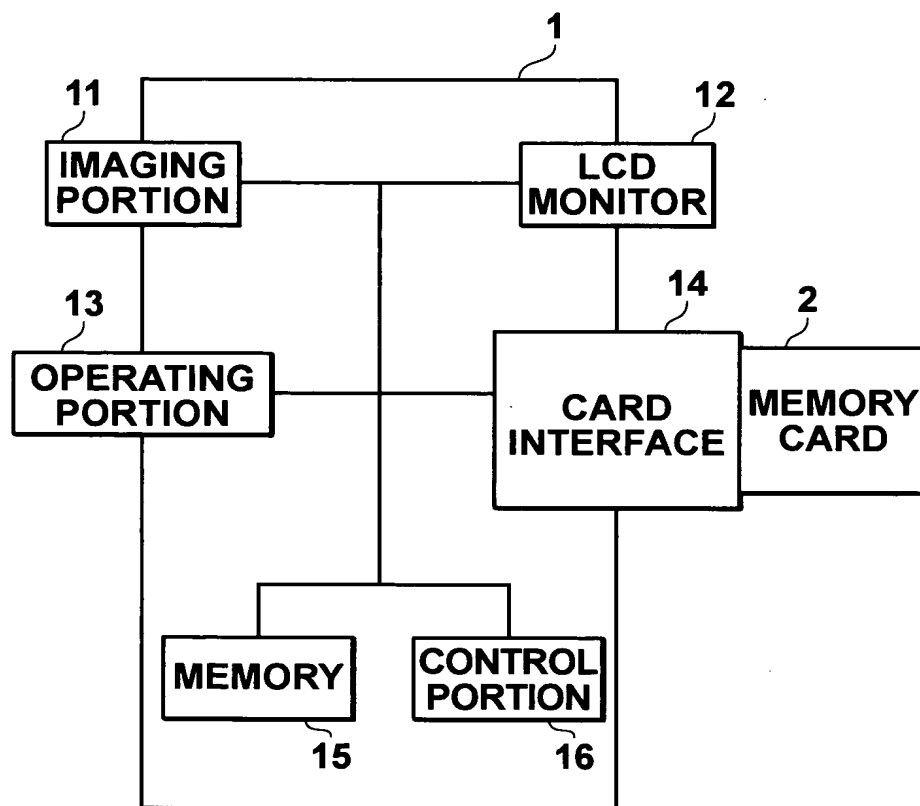 1
11
12
IMAGING
PORTION
LCD
MONITOR
13
14
2
OPERATING
PORTION
CARD
INTERFACE
MEMORY
CARD
MEMORY
CONTROL
PORTION
15
16